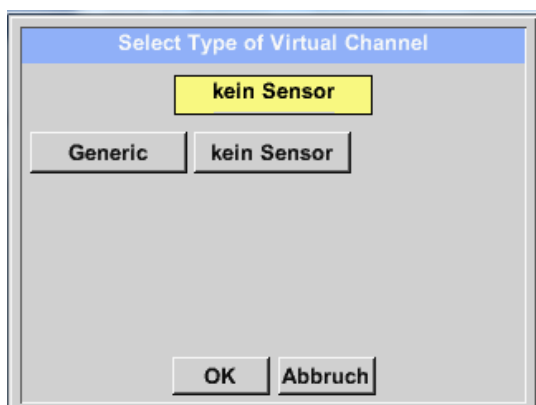 Select Type of Virtual Channel
kein Sensor
Generic kein Sensor
OK Abbruch